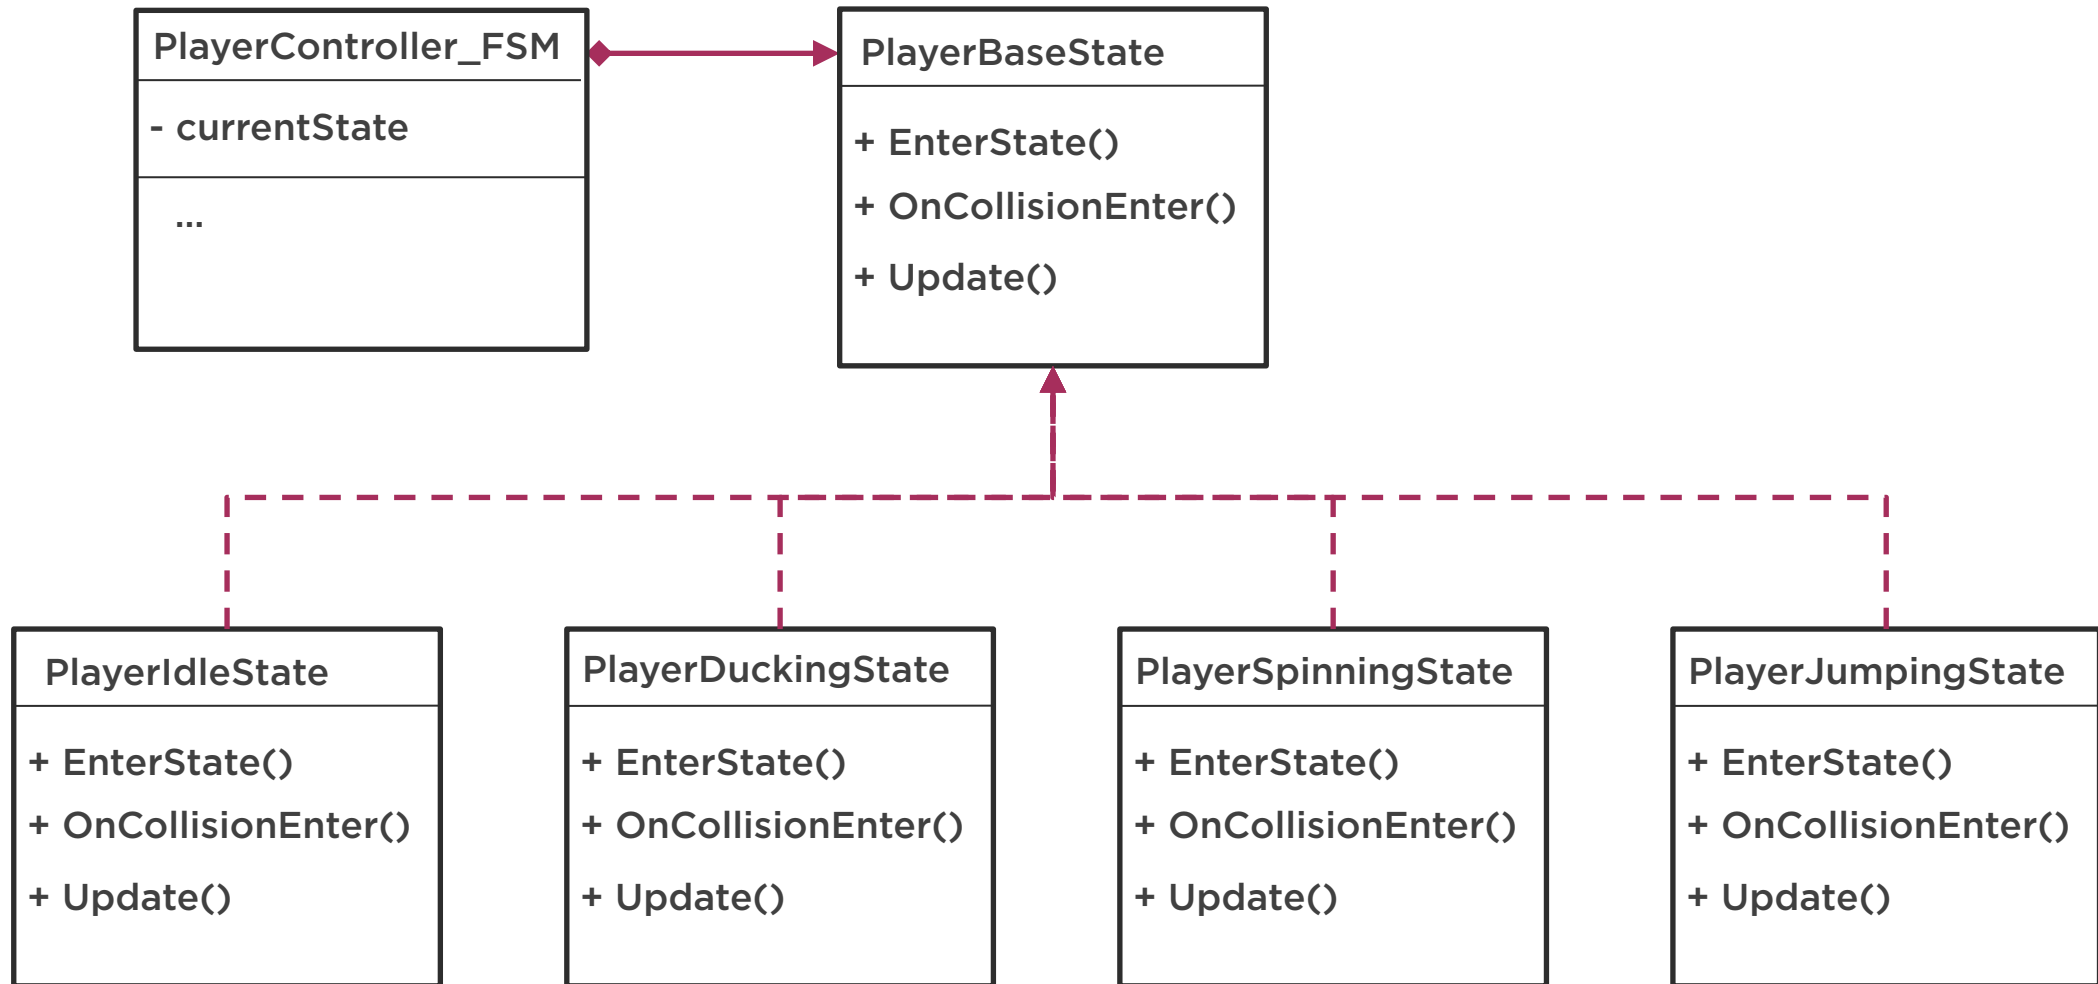 PlayerController_FSM
- currentState
...
PlayerBaseState
+ EnterState()
+ OnCollisionEnter()
+ Update()
PlayerIdleState
+ EnterState()
+ OnCollisionEnter()
+ Update()
PlayerDuckingState
+ EnterState()
+ OnCollisionEnter()
+ Update()
PlayerSpinningState
+ EnterState()
+ OnCollisionEnter()
+ Update()
PlayerJumpingState
+ EnterState()
+ OnCollisionEnter()
+ Update()